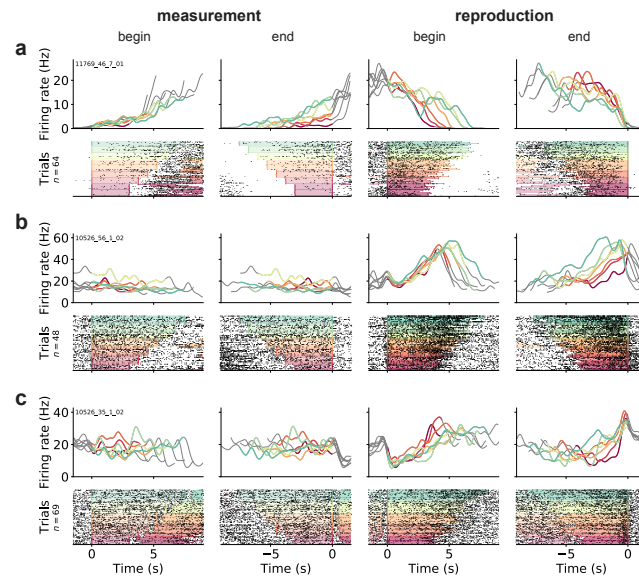 measurement reproduction
begin end begin end
a
11769_46_7_01
Firing rate (Hz)
20
10
0
Trials
n = 64
b
10526_56_1_02
Firing rate (Hz)
60
40
20
0
Trials
n = 48
c
10526_35_1_02
Firing rate (Hz)
40
20
0
Trials
n = 69
0 5 −5 0 0 5 −5 0
Time (s) Time (s) Time (s) Time (s)